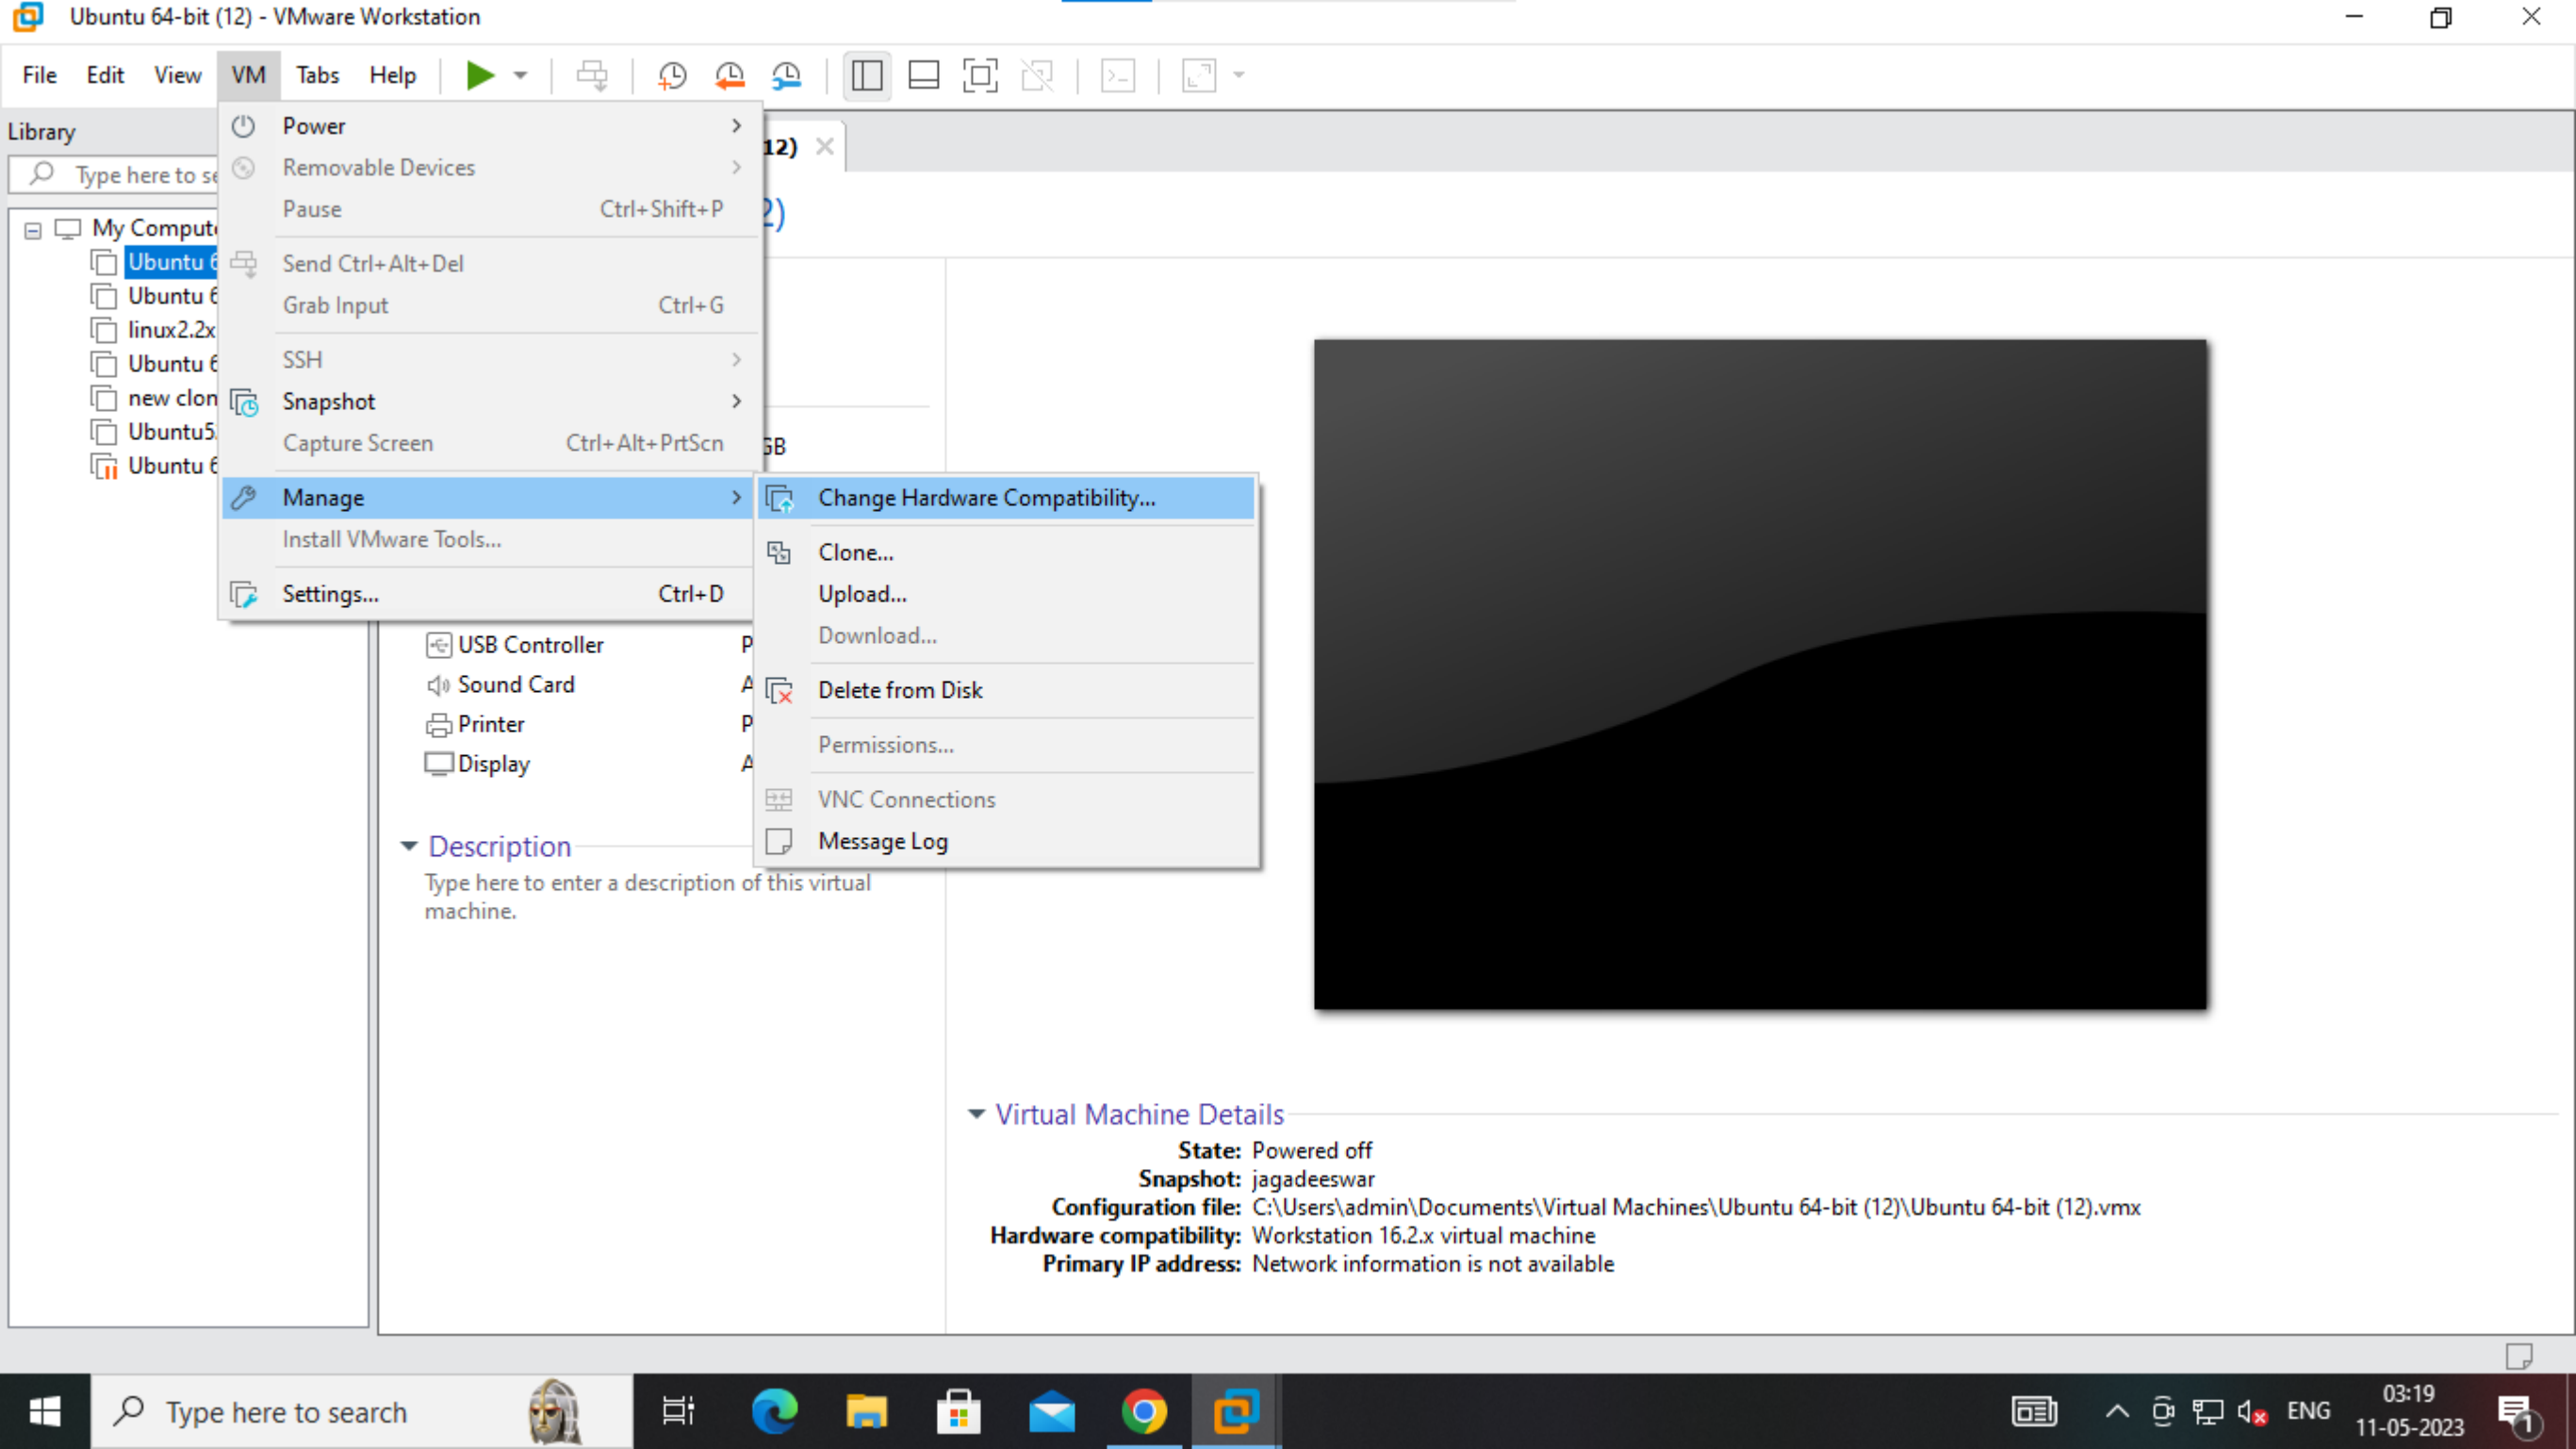 Ubuntu 64-bit (12) - VMware Workstation
File Edit View VM Tabs Help
Library
Type here to se
My Compute
Ubuntu 6
Ubuntu 6
linux2.2x
Ubuntu 6
new clon
Ubuntu5.
Ubuntu 6
Power
Removable Devices
Pause Ctrl+Shift+P
Send Ctrl+Alt+Del
Grab Input Ctrl+G
SSH
Snapshot
Capture Screen Ctrl+Alt+PrtScn
Manage
Install VMware Tools...
Settings... Ctrl+D
12)
2)
GB
Change Hardware Compatibility...
Clone...
Upload...
Download...
Delete from Disk
Permissions...
VNC Connections
Message Log
USB Controller P
Sound Card A
Printer P
Display A
Description
Type here to enter a description of this virtual
machine.
Virtual Machine Details
State: Powered off
Snapshot: jagadeeswar
Configuration file: C:\Users\admin\Documents\Virtual Machines\Ubuntu 64-bit (12)\Ubuntu 64-bit (12).vmx
Hardware compatibility: Workstation 16.2.x virtual machine
Primary IP address: Network information is not available
Type here to search
ENG
03:19
11-05-2023
1